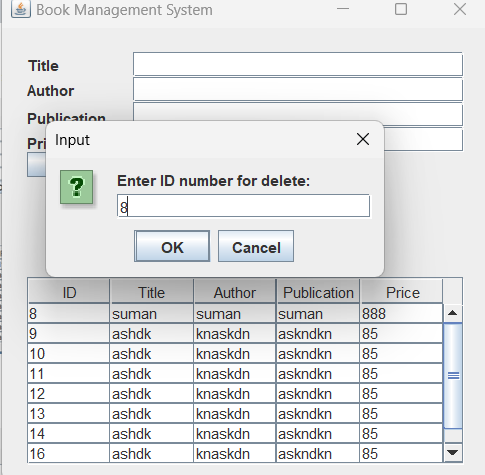 Book Management System
Title
Author
Publication
Pri
Input
?
Enter ID number for delete:
8
OK Cancel
ID Title Author Publication Price
8 suman suman suman 888
9 ashdk knaskdn askndkn 85
10 ashdk knaskdn askndkn 85
11 ashdk knaskdn askndkn 85
12 ashdk knaskdn askndkn 85
13 ashdk knaskdn askndkn 85
14 ashdk knaskdn askndkn 85
16 ashdk knaskdn askndkn 85